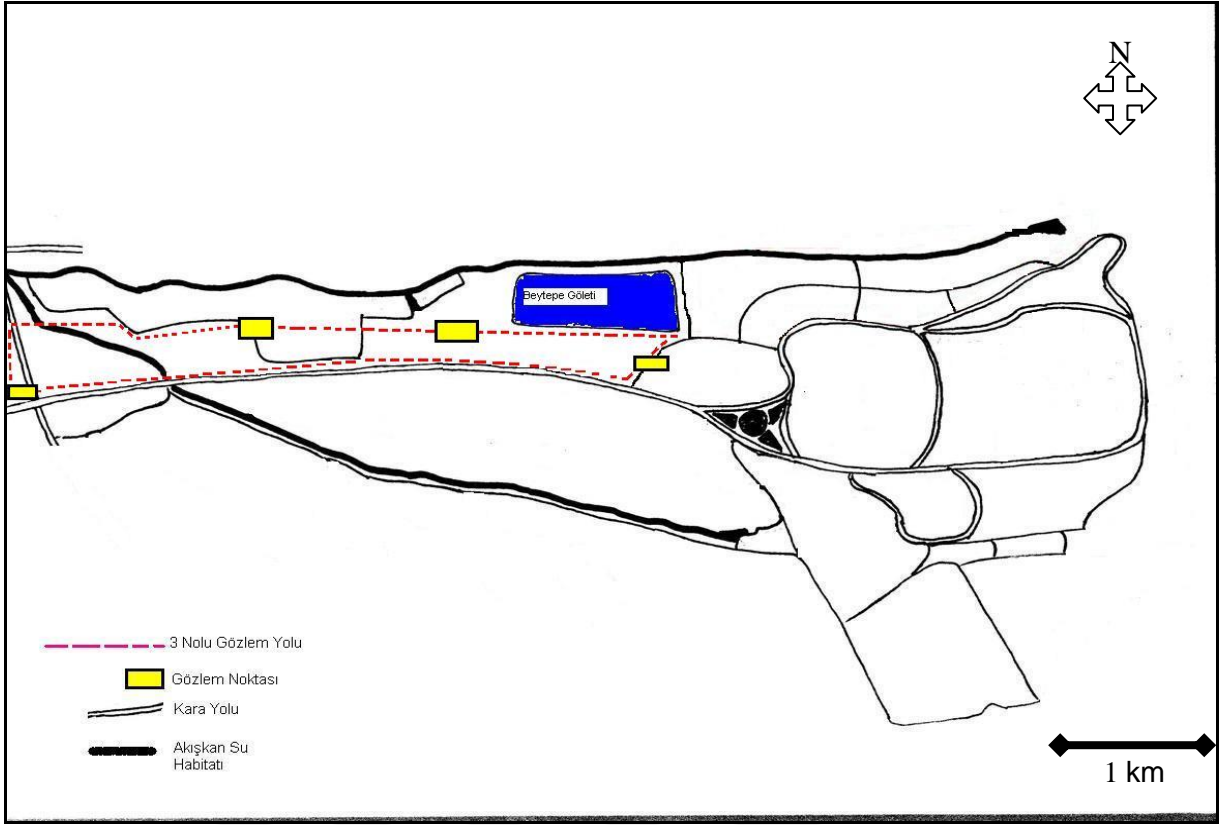 N
Beytepe Göleti
3 Nolu Gözlem Yolu
Gözlem Noktası
Kara Yolu
Akışkan Su
Habitatı
1 km